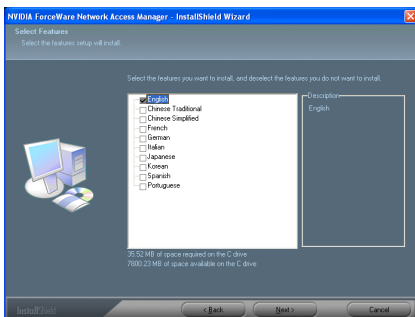 NVIDIA ForceWare Network Access Manager - InstallShield Wizard
Select Features
Select the features setup will install.
Select the features you want to install, and deselect the features you do not want to install.
English
Chinese Traditional
Chinese Simplified
French
German
Italian
Japanese
Korean
Spanish
Portuguese
Description
English
35.52 MB of space required on the C drive
7800.23 MB of space available on the C drive
InstallShield
< Back
Next >
Cancel